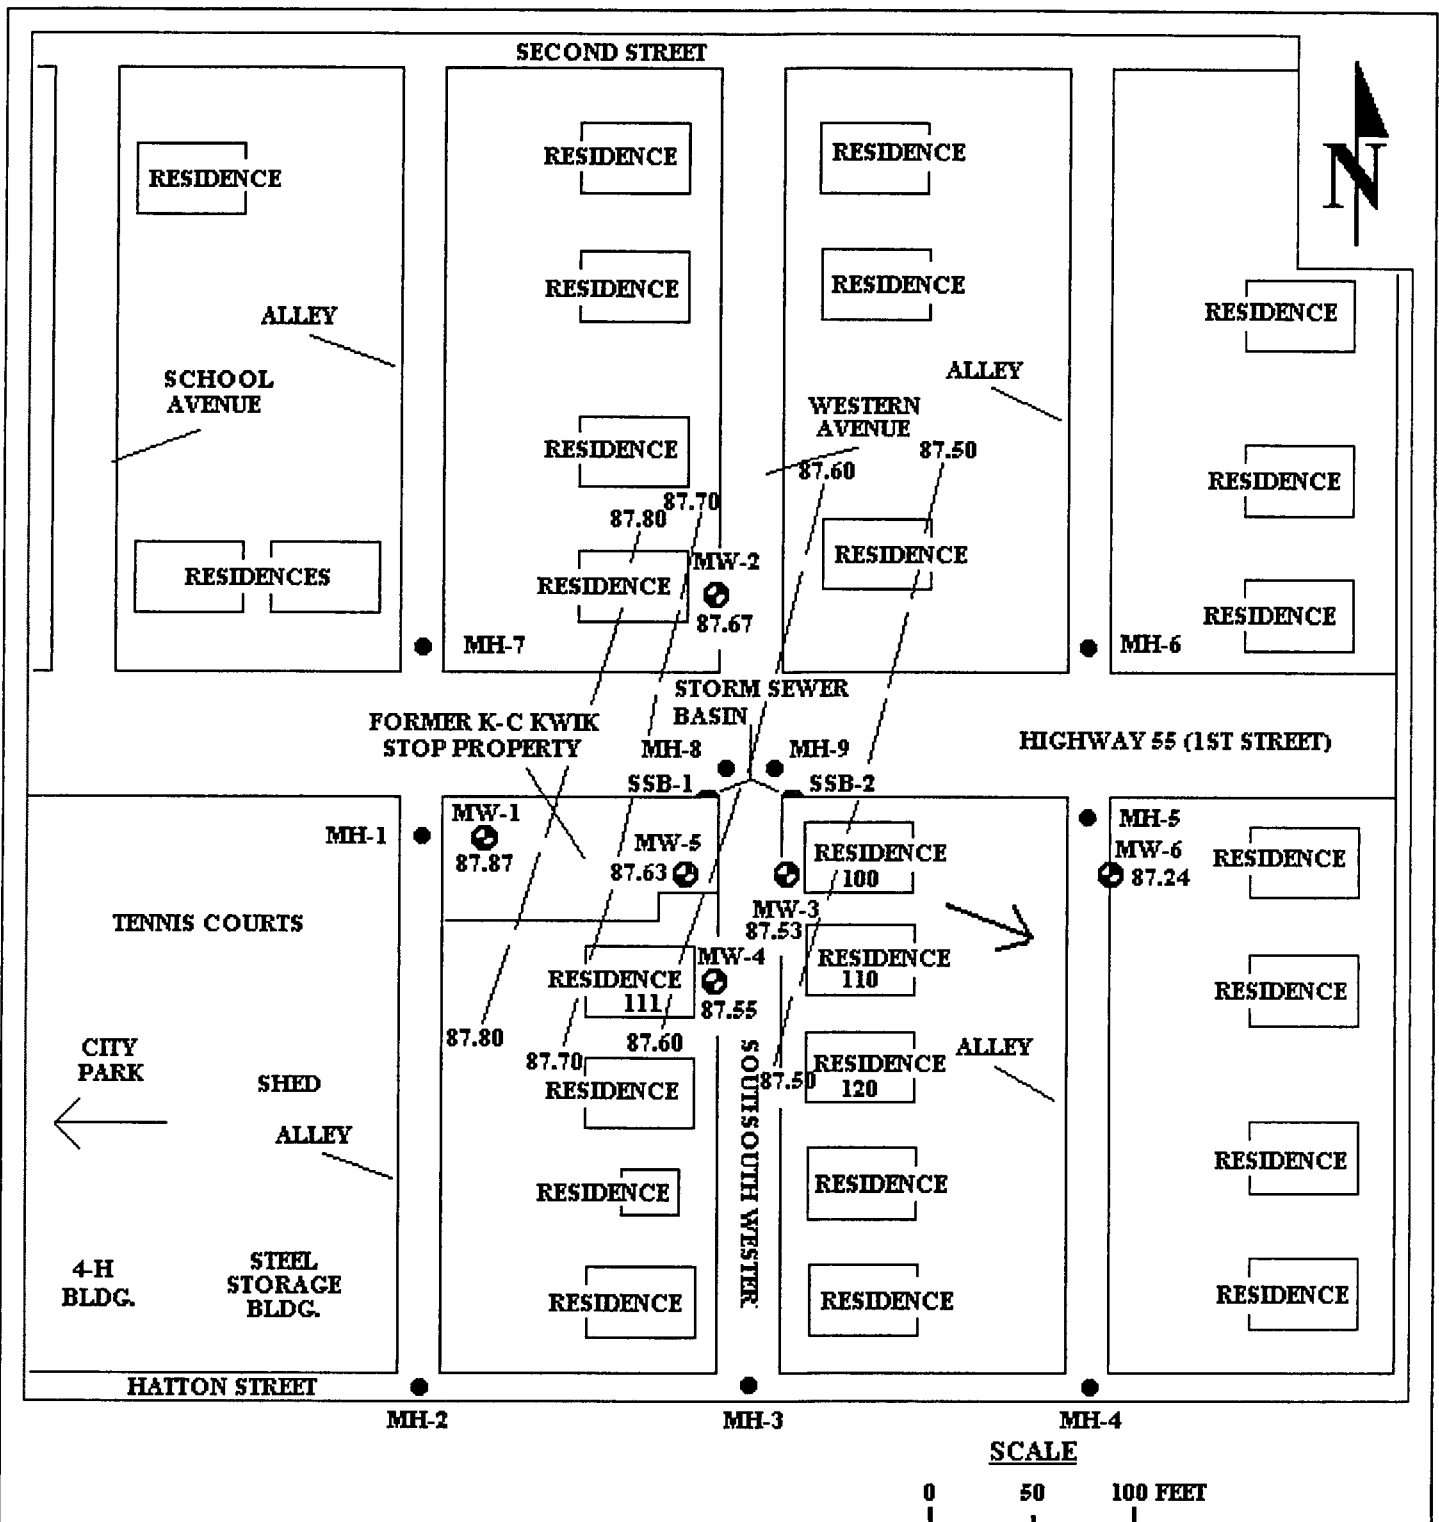 SECOND STREET
N
RESIDENCE
RESIDENCE
RESIDENCE
RESIDENCE
RESIDENCE
RESIDENCE
ALLEY
RESIDENCE
SCHOOL
AVENUE
ALLEY
WESTERN
AVENUE
RESIDENCE
87.50
87.60
RESIDENCE
87.70
87.80
RESIDENCES
RESIDENCE
MW-2
87.67
RESIDENCE
RESIDENCE
MH-7
MH-6
STORM SEWER
BASIN
FORMER K-C KWIK
STOP PROPERTY
MH-8
MH-9
HIGHWAY 55 (1ST STREET)
SSB-1
SSB-2
MH-1
MW-1
87.87
MW-5
87.63
RESIDENCE
100
MH-5
MW-6
87.24
RESIDENCE
TENNIS COURTS
MW-3
87.53
MW-4
87.55
RESIDENCE
111
RESIDENCE
110
RESIDENCE
87.80
87.70
87.60
87.50
CITY
PARK
SHED
ALLEY
RESIDENCE
RESIDENCE
120
ALLEY
SOUTISOUTH WESTER
RESIDENCE
RESIDENCE
RESIDENCE
4-H
BLDG.
STEEL
STORAGE
BLDG.
RESIDENCE
RESIDENCE
RESIDENCE
HATTON STREET
MH-2
MH-3
MH-4
SCALE
0 50 100 FEET